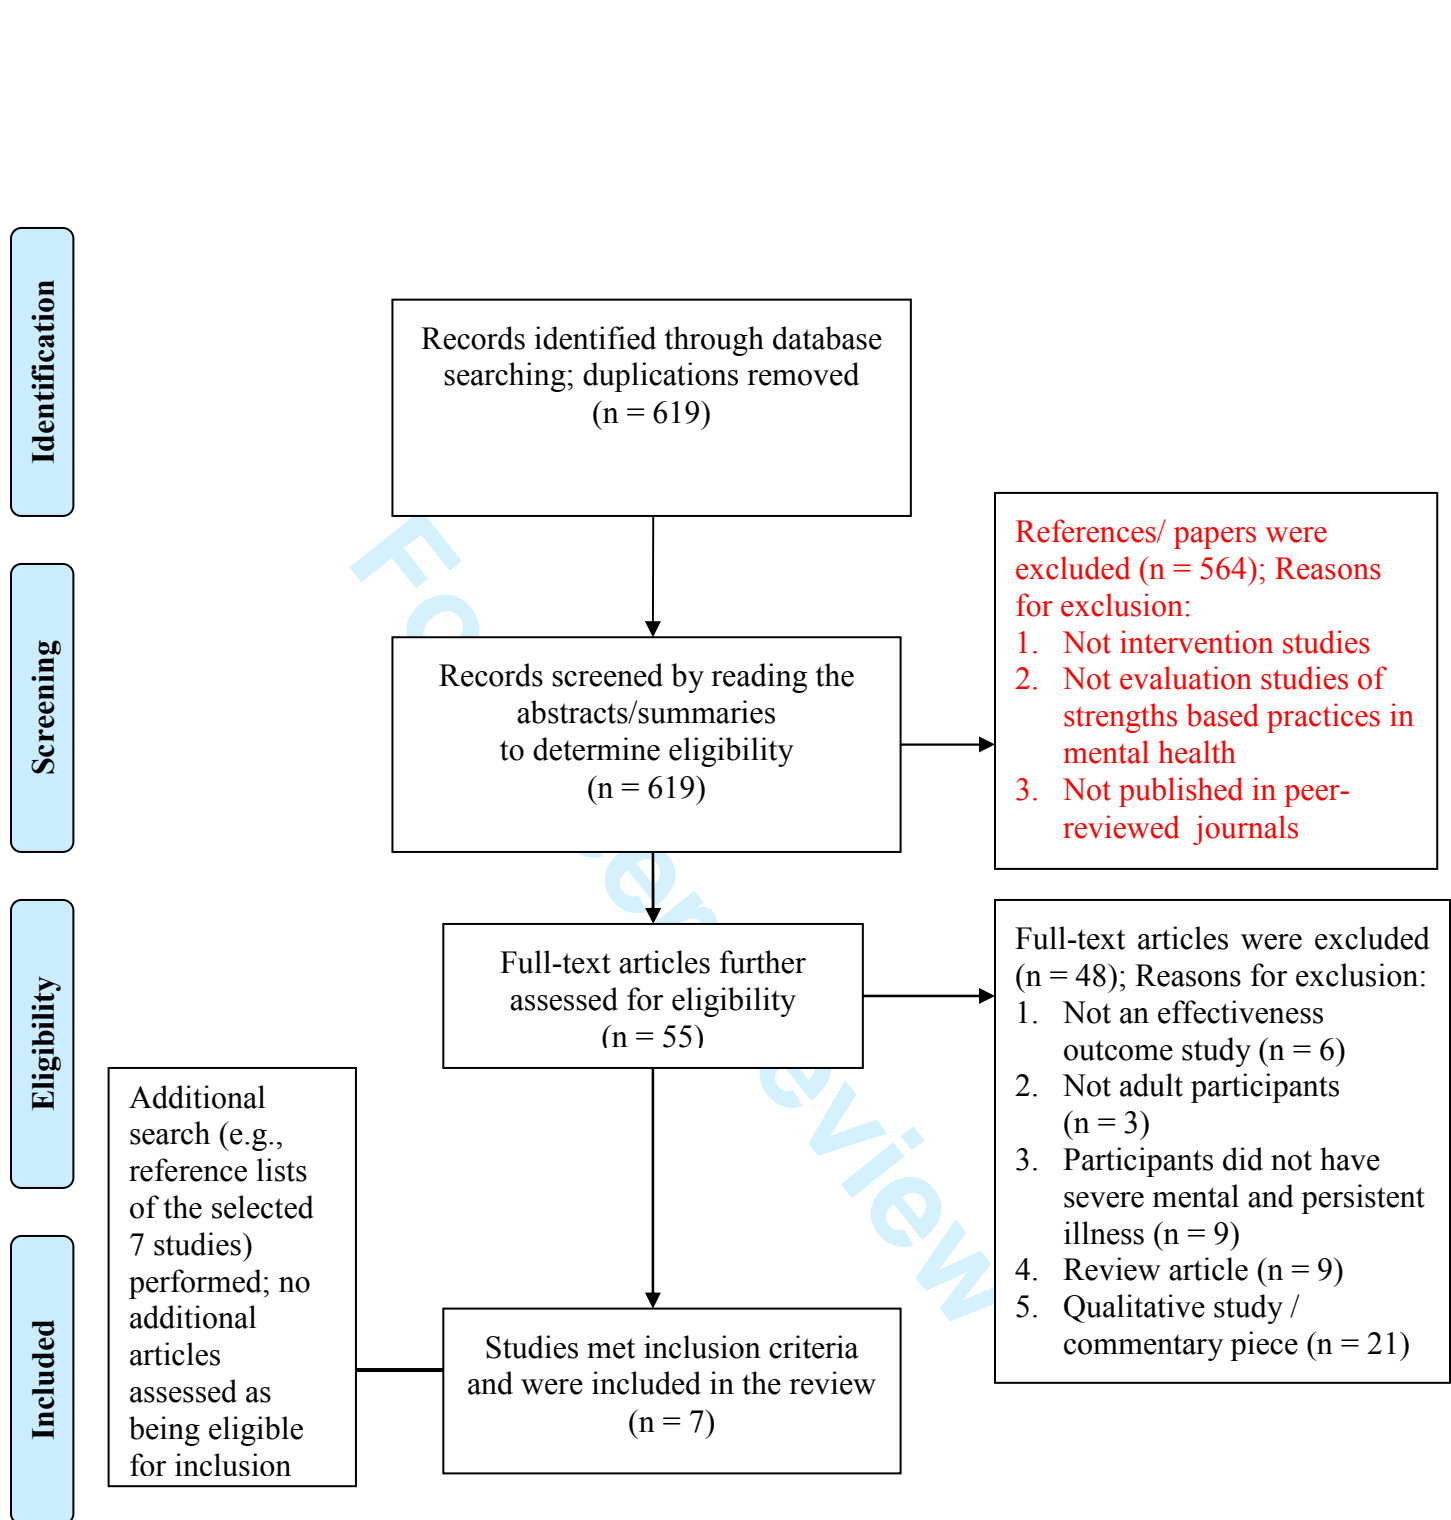 Identification
Records identified through database
searching; duplications removed
(n = 619)
Screening
Records screened by reading the
abstracts/summaries
to determine eligibility
(n = 619)
References/ papers were
excluded (n = 564); Reasons
for exclusion:
1. Not intervention studies
2. Not evaluation studies of
strengths based practices in
mental health
3. Not published in peer-
reviewed journals
Eligibility
Full-text articles further
assessed for eligibility
(n = 55)
Full-text articles were excluded
(n = 48); Reasons for exclusion:
1. Not an effectiveness
outcome study (n = 6)
2. Not adult participants
(n = 3)
3. Participants did not have
severe mental and persistent
illness (n = 9)
4. Review article (n = 9)
5. Qualitative study /
commentary piece (n = 21)
Additional
search (e.g.,
reference lists
of the selected
7 studies)
performed; no
additional
articles
assessed as
being eligible
for inclusion
Included
Studies met inclusion criteria
and were included in the review
(n = 7)